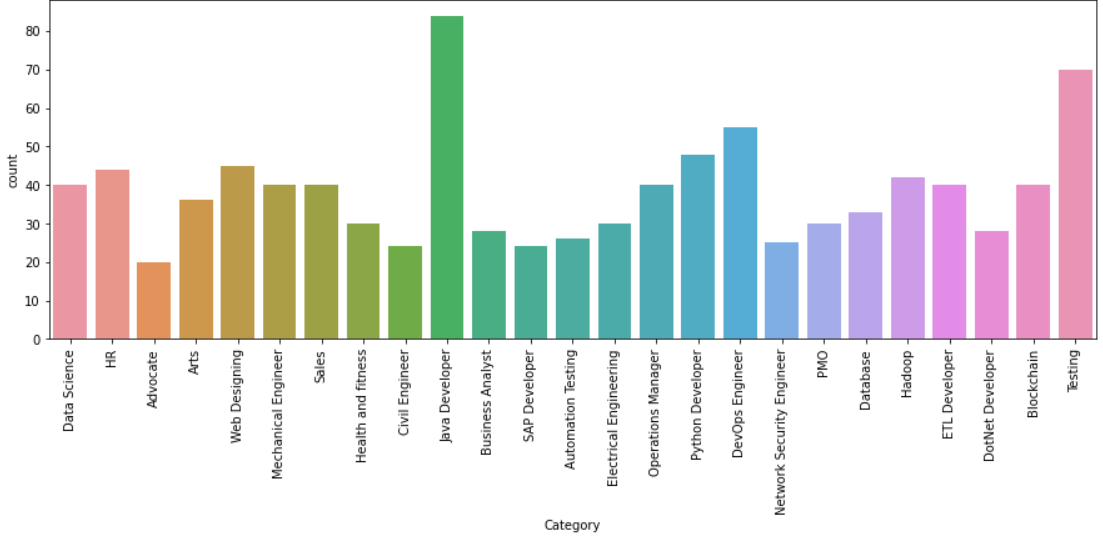 80
70
60
50
40
30
20
10
0
count
Data Science
HR
Advocate
Arts
Web Designing
Mechanical Engineer
Sales
Health and fitness
Civil Engineer
Java Developer
Business Analyst
SAP Developer
Automation Testing
Electrical Engineering
Operations Manager
Python Developer
DevOps Engineer
Network Security Engineer
PMO
Database
Hadoop
ETL Developer
DotNet Developer
Blockchain
Testing
Category